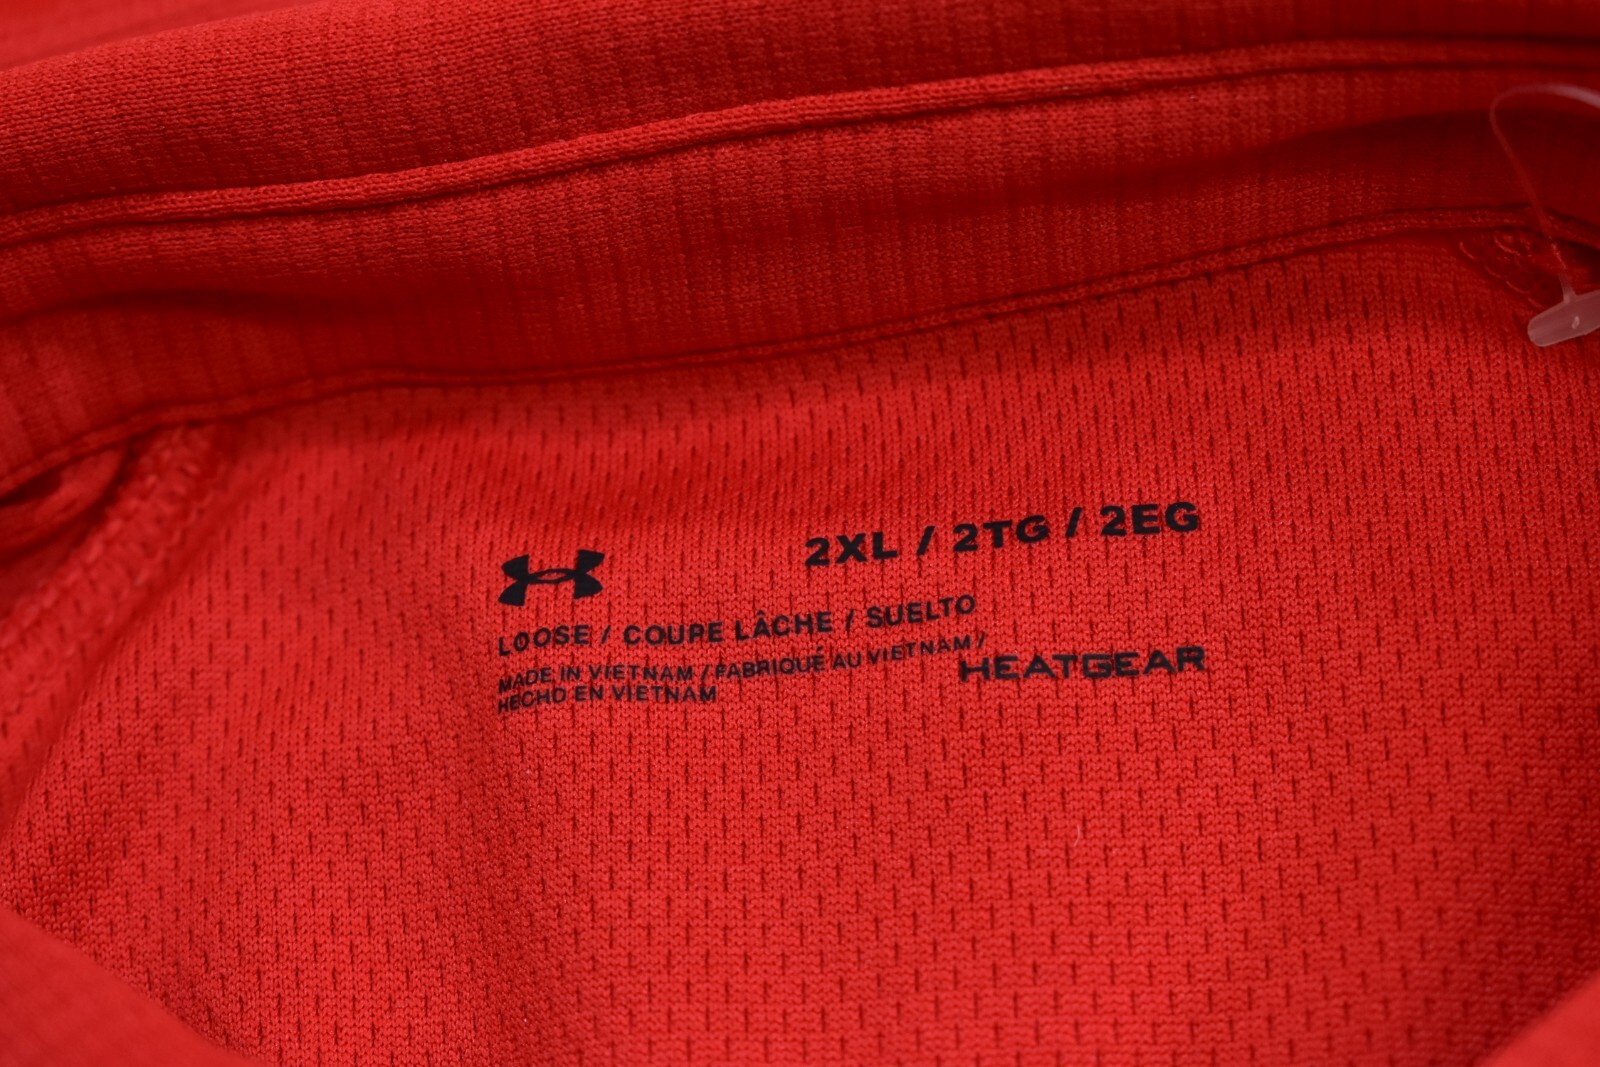 2XL / 2TG / 2EG
LOOSE / COUPE LÂCHE / SUELTO
MADE IN VIETNAM / FABRIQUÉ AU VIETNAM /
HECHO EN VIETNAM
HEATGEAR